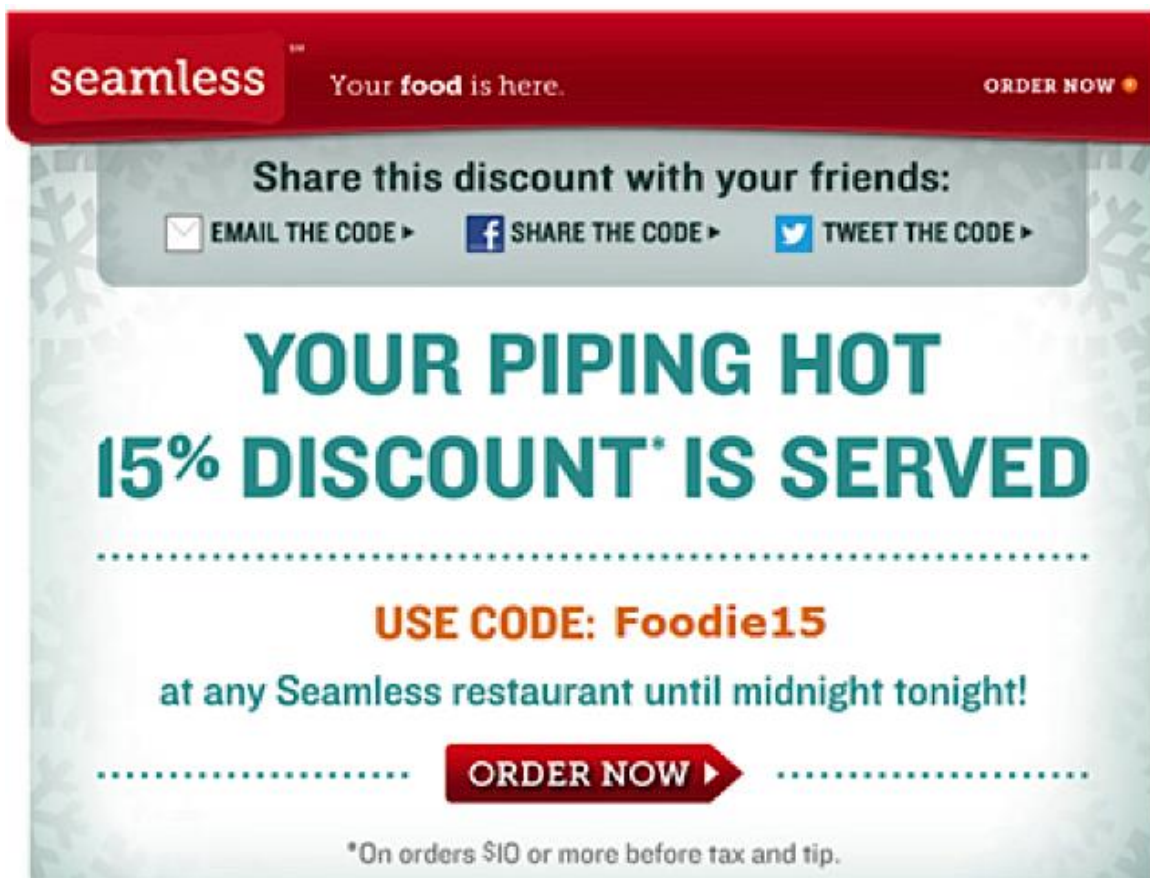 seamless℠ Your food is here. ORDER NOW
Share this discount with your friends:
EMAIL THE CODE ▸ f SHARE THE CODE ▸ TWEET THE CODE ▸
YOUR PIPING HOT
15% DISCOUNT* IS SERVED
USE CODE: Foodie15
at any Seamless restaurant until midnight tonight!
ORDER NOW ▸
*On orders $10 or more before tax and tip.